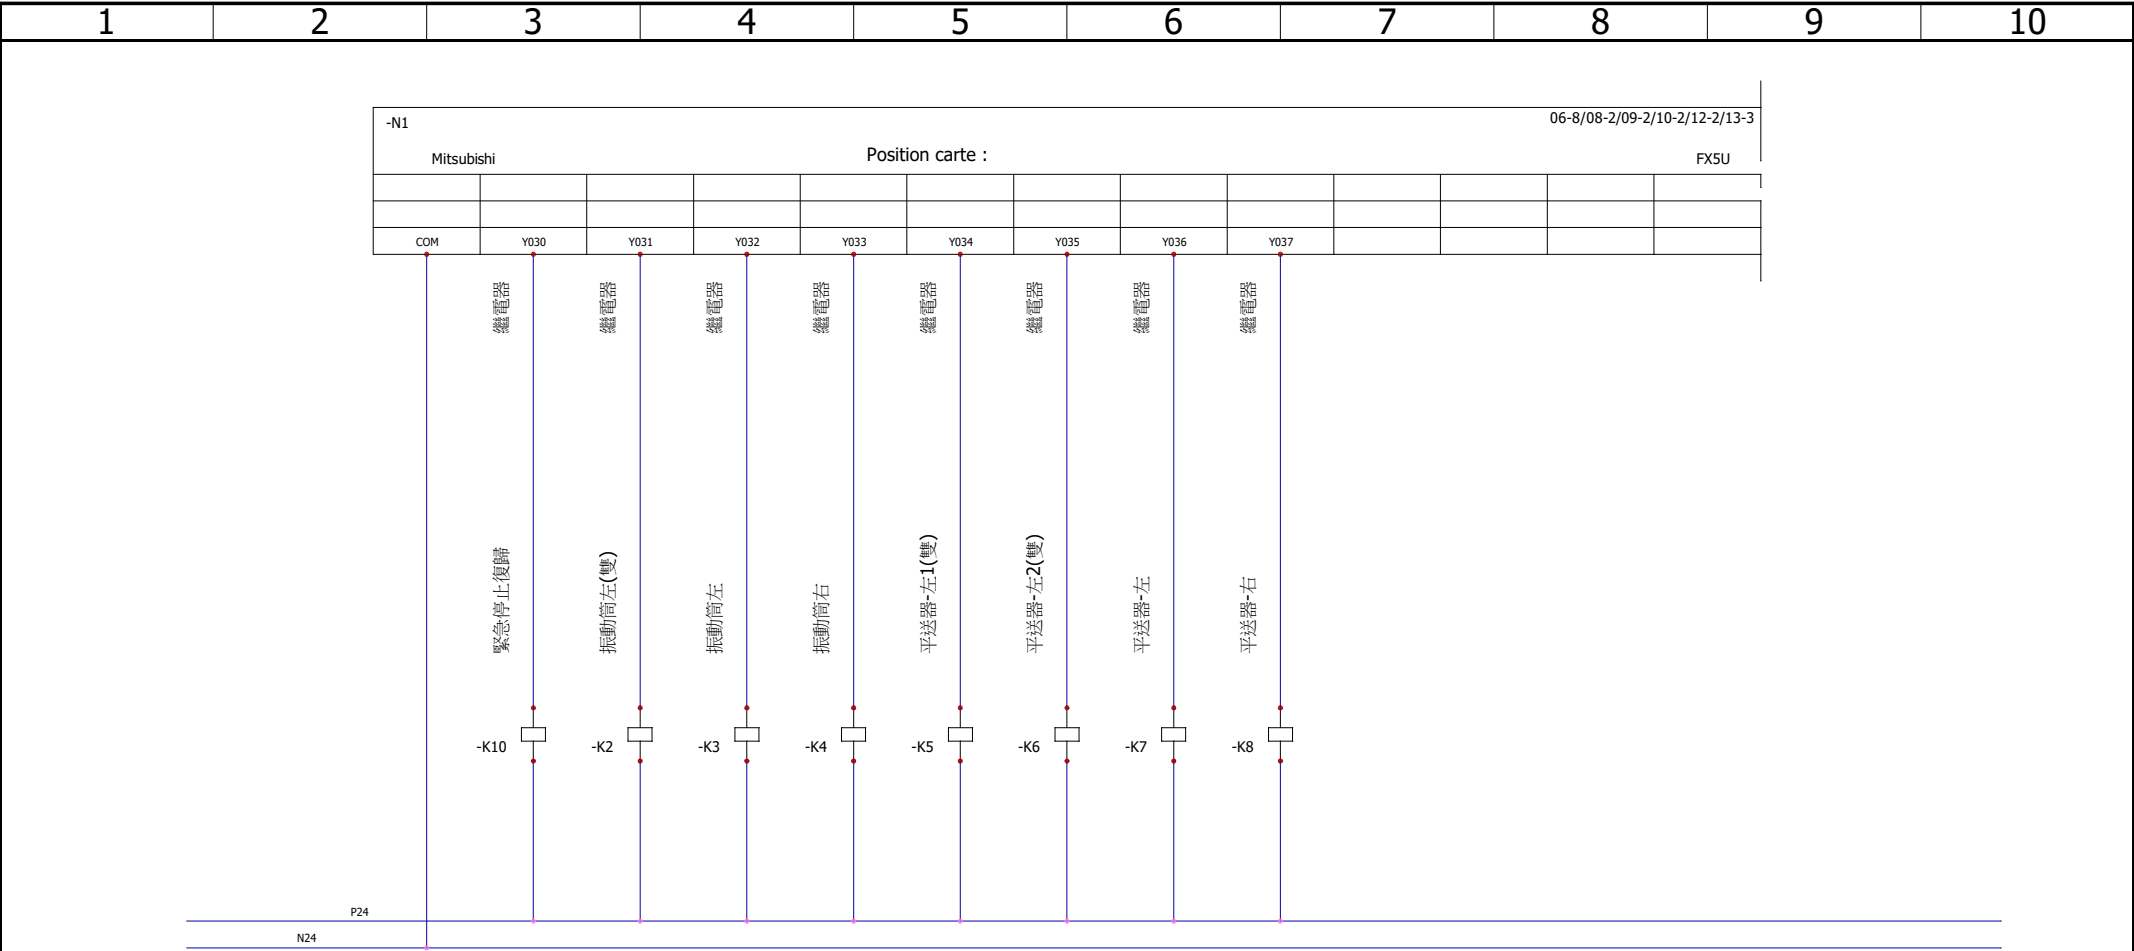 1 2 3 4 5 6 7 8 9 10
-N1 06-8/08-2/09-2/10-2/12-2/13-3
Mitsubishi Position carte : FX5U
COM Y030 Y031 Y032 Y033 Y034 Y035 Y036 Y037
繼電器 繼電器 繼電器 繼電器 繼電器 繼電器 繼電器 繼電器
緊急停止復歸
振動筒左(雙)
振動筒左
振動筒右
平送器-左1(雙)
平送器-左2(雙)
平送器-左
平送器-右
-K10 -K2 -K3 -K4 -K5 -K6 -K7 -K8
P24
N24